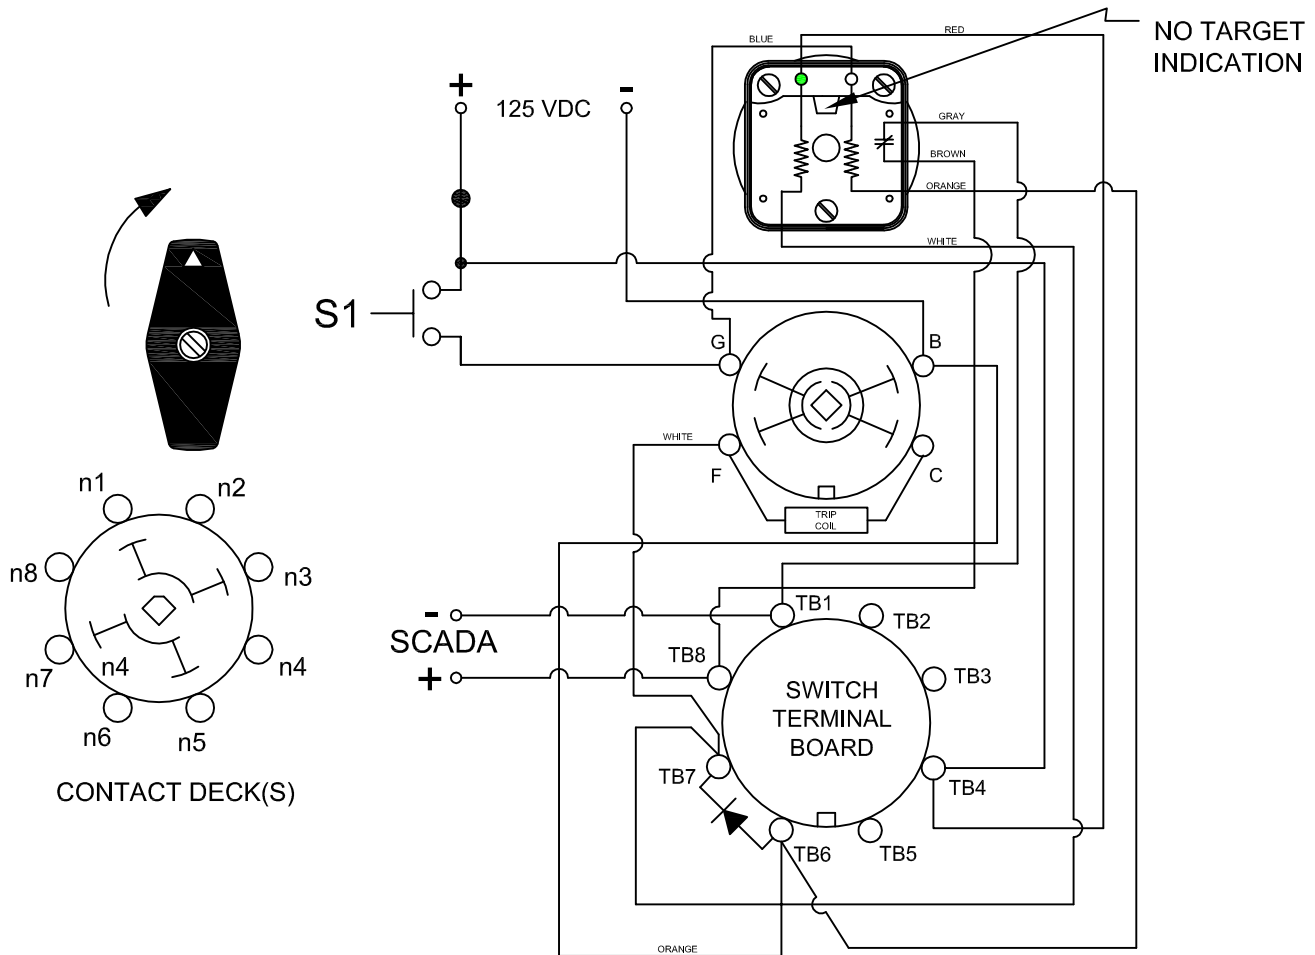 RED
NO TARGET
INDICATION
BLUE
+
125 VDC
-
GRAY
BROWN
ORANGE
WHITE
S1
G
B
WHITE
F
C
TRIP
COIL
n1
n2
n8
n3
n7
n4
n4
n6
n5
CONTACT DECK(S)
-
SCADA
+
TB1
TB2
TB8
TB3
SWITCH
TERMINAL
BOARD
TB7
TB4
TB6
TB5
ORANGE